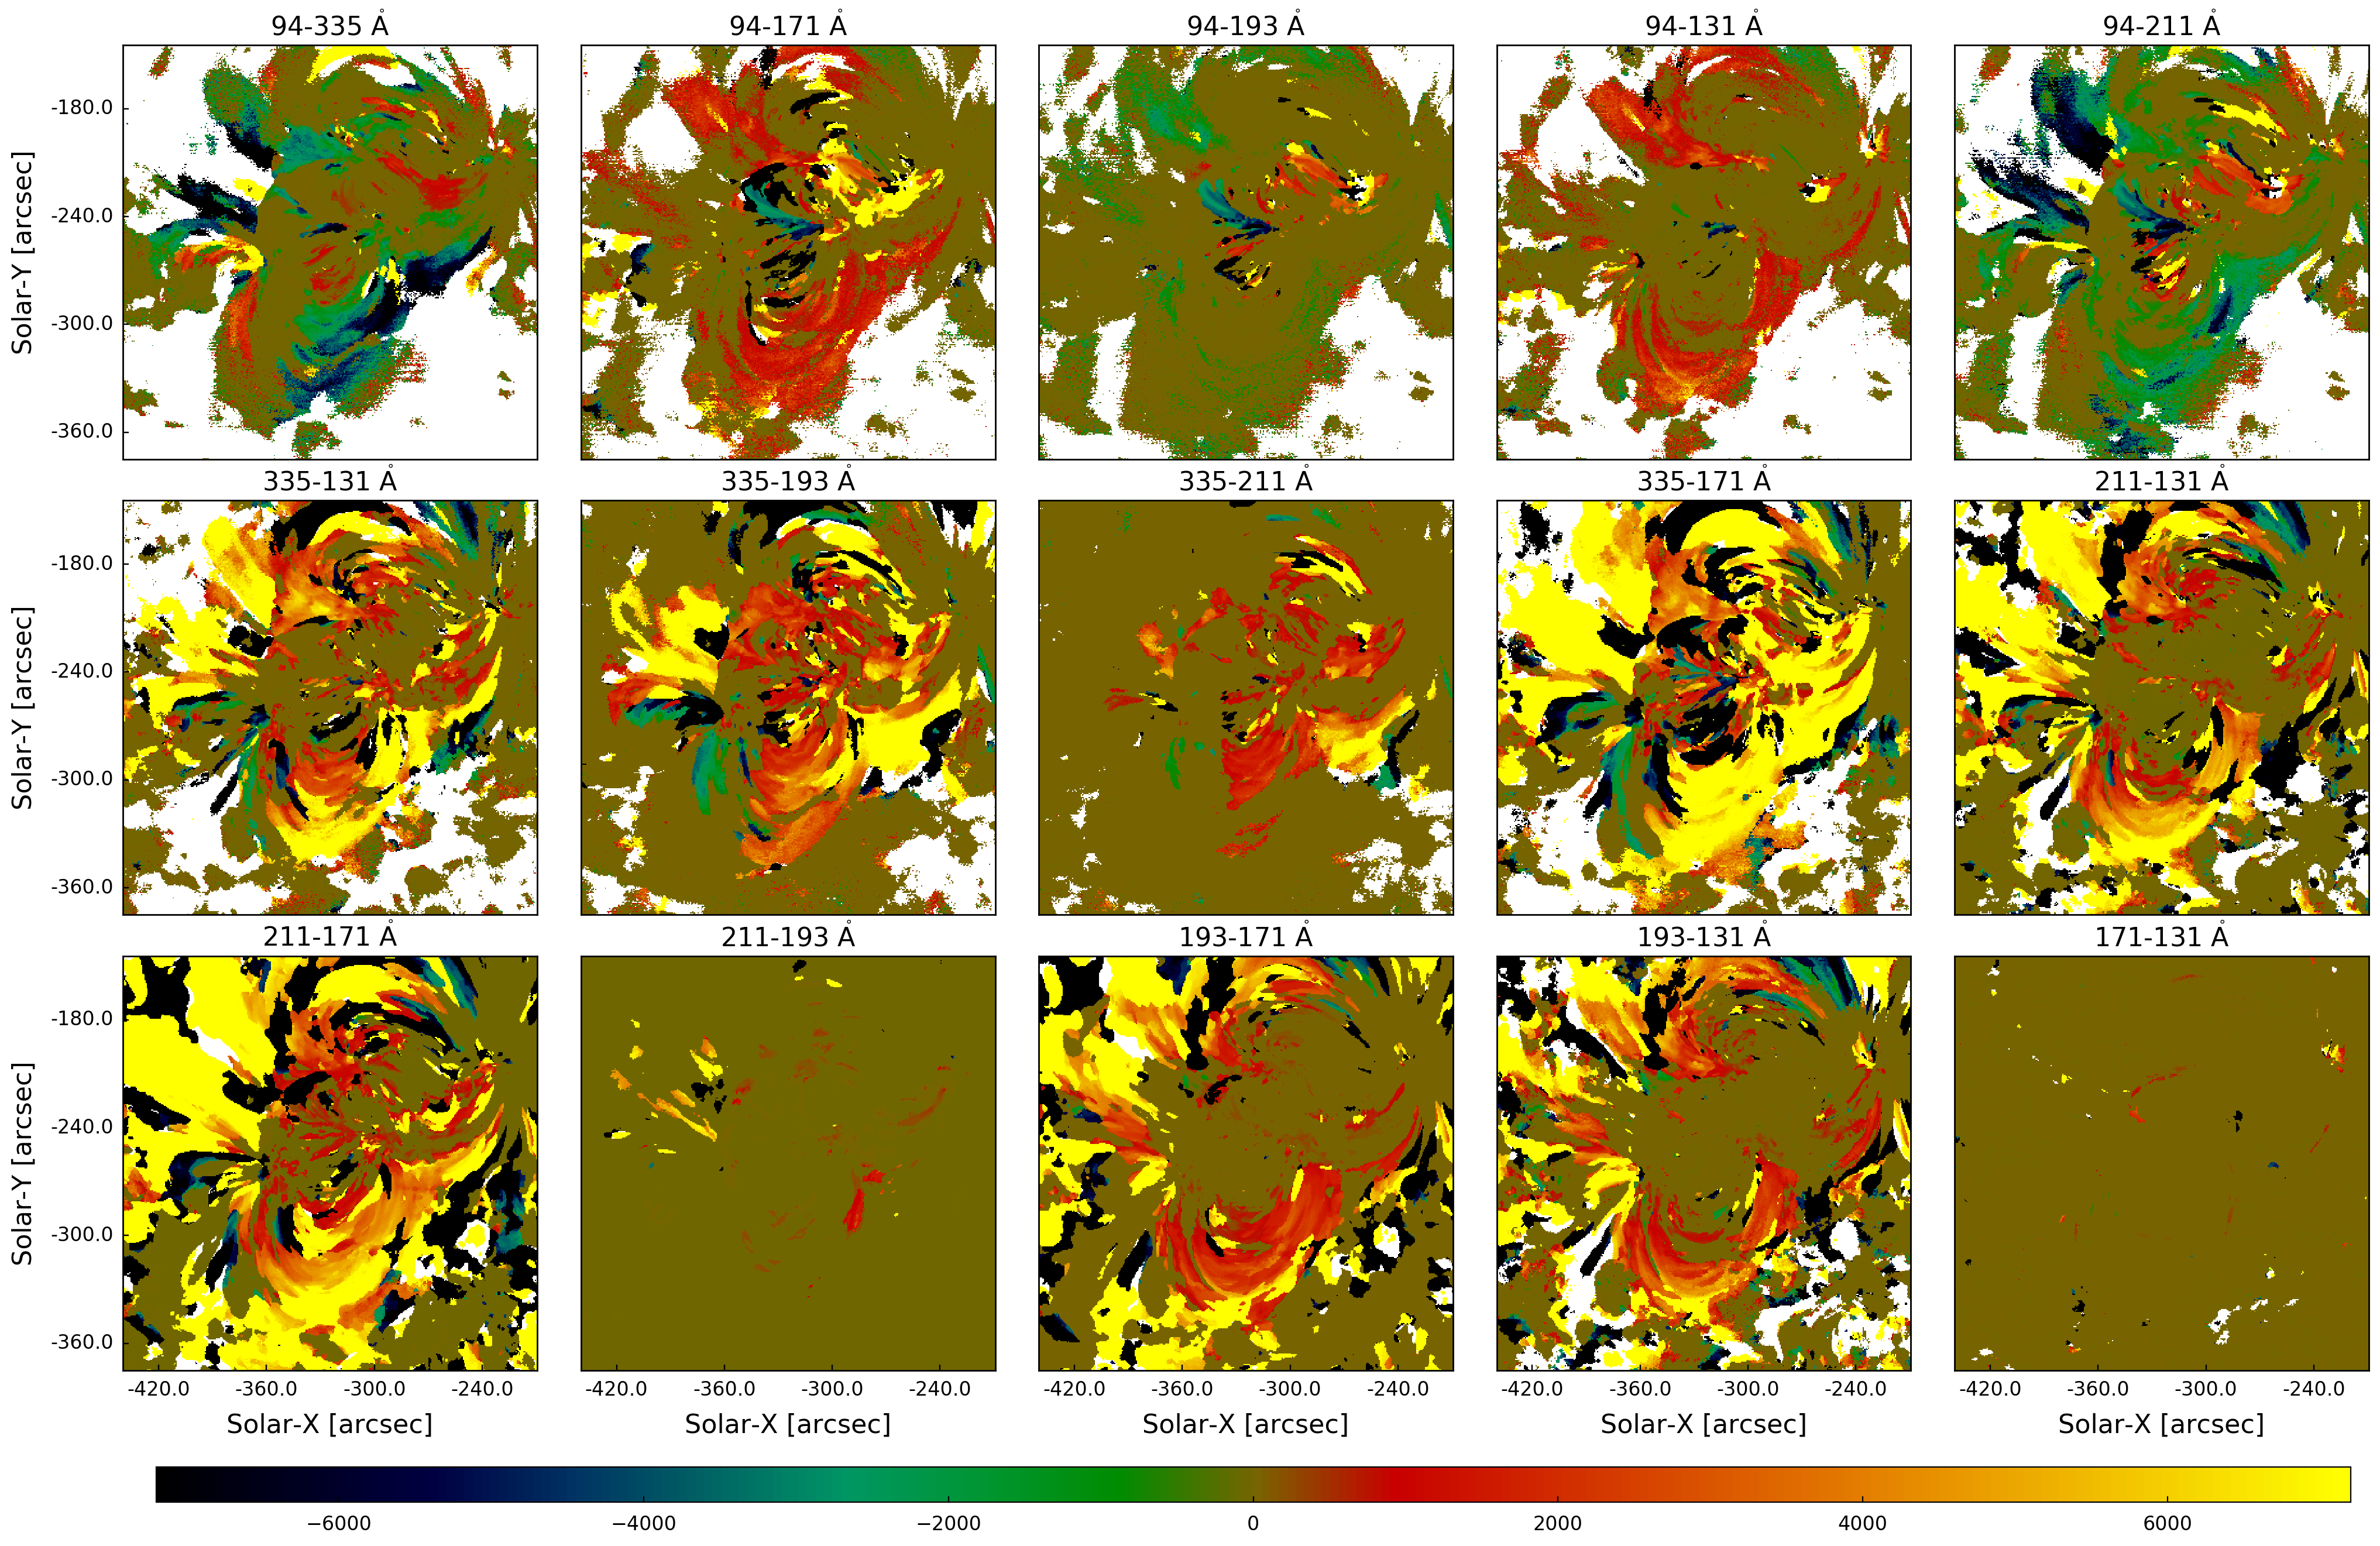 94-335 Å
94-171 Å
94-193 Å
94-131 Å
94-211 Å
Solar-Y [arcsec]
-180.0
-240.0
-300.0
-360.0
335-131 Å
335-193 Å
335-211 Å
335-171 Å
211-131 Å
Solar-Y [arcsec]
-180.0
-240.0
-300.0
-360.0
211-171 Å
211-193 Å
193-171 Å
193-131 Å
171-131 Å
Solar-Y [arcsec]
-180.0
-240.0
-300.0
-360.0
-420.0 -360.0 -300.0 -240.0
-420.0 -360.0 -300.0 -240.0
-420.0 -360.0 -300.0 -240.0
-420.0 -360.0 -300.0 -240.0
-420.0 -360.0 -300.0 -240.0
Solar-X [arcsec]
Solar-X [arcsec]
Solar-X [arcsec]
Solar-X [arcsec]
Solar-X [arcsec]
−6000 −4000 −2000 0 2000 4000 6000